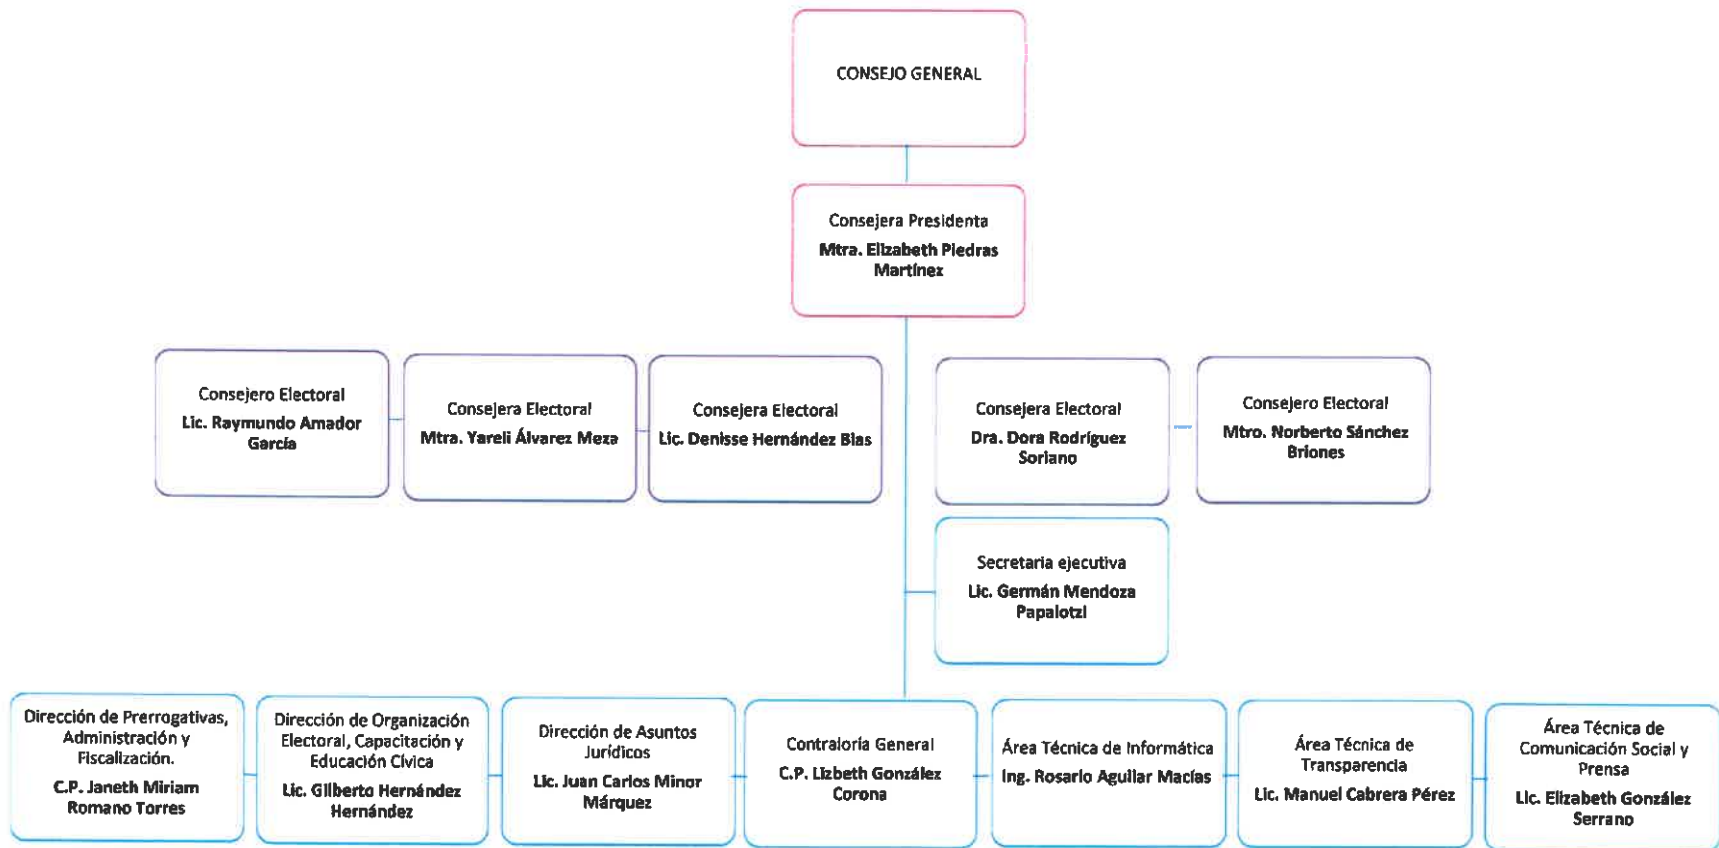 CONSEJO GENERAL
Consejera Presidenta
Mtra. Elizabeth Piedras
Martínez
Consejero Electoral
Lic. Raymundo Amador
García
Consejera Electoral
Mtra. Yareli Álvarez Meza
Consejera Electoral
Lic. Denisse Hernández Blas
Consejera Electoral
Dra. Dora Rodríguez
Soriano
Consejero Electoral
Mtro. Norberto Sánchez
Briones
Secretaria ejecutiva
Lic. Germán Mendoza
Papalotzi
Dirección de Prerrogativas,
Administración y
Fiscalización.
C.P. Janeth Miriam
Romano Torres
Dirección de Organización
Electoral, Capacitación y
Educación Cívica
Lic. Gilberto Hernández
Hernández
Dirección de Asuntos
Jurídicos
Lic. Juan Carlos Minor
Márquez
Contraloría General
C.P. Lizbeth González
Corona
Área Técnica de Informática
Ing. Rosario Aguilar Macías
Área Técnica de
Transparencia
Lic. Manuel Cabrera Pérez
Área Técnica de
Comunicación Social y
Prensa
Lic. Elizabeth González
Serrano